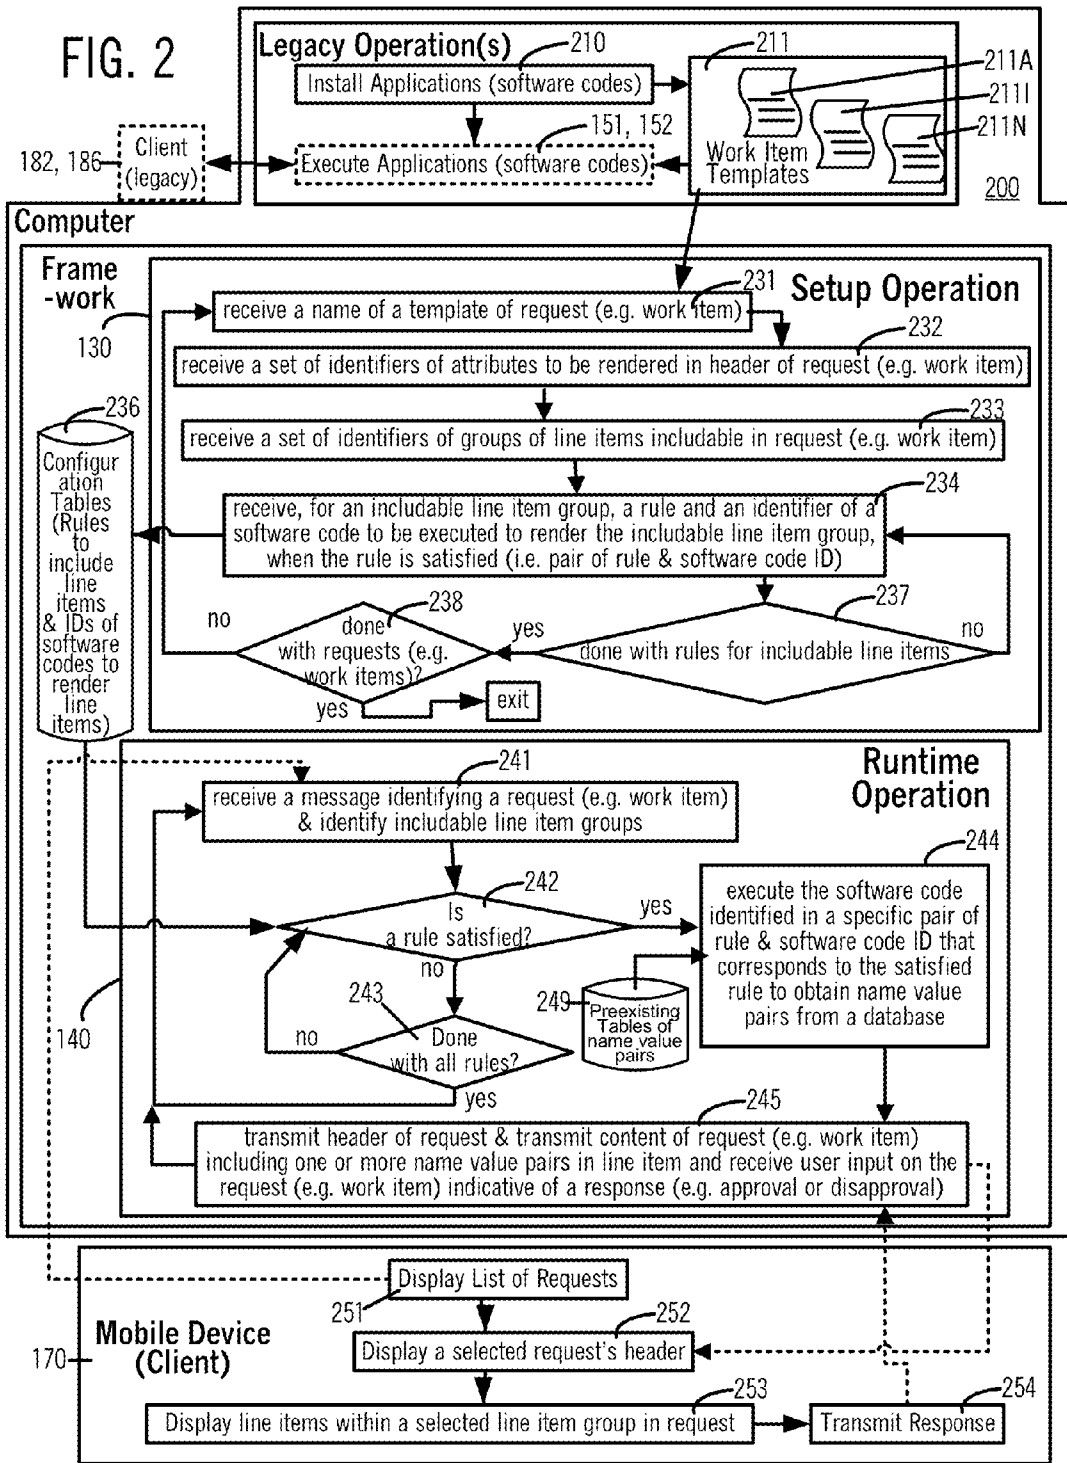 FIG. 2
Legacy Operation(s)
210
Install Applications (software codes)
211
211A
211I
211N
Work Item
Templates
151, 152
Execute Applications (software codes)
182, 186
Client
(legacy)
200
Computer
Frame
-work
130
Setup Operation
231
receive a name of a template of request (e.g. work item)
232
receive a set of identifiers of attributes to be rendered in header of request (e.g. work item)
233
receive a set of identifiers of groups of line items includable in request (e.g. work item)
234
receive, for an includable line item group, a rule and an identifier of a
software code to be executed to render the includable line item group,
when the rule is satisfied (i.e. pair of rule & software code ID)
236
Configur
ation
Tables
(Rules
to
include
line
items
& IDs of
software
codes to
render
line
items)
237
done with rules for includable line items
no
yes
238
done
with requests (e.g.
work items)?
no
yes
exit
Runtime
Operation
140
241
receive a message identifying a request (e.g. work item)
& identify includable line item groups
242
Is
a rule satisfied?
yes
no
243
Done
with all rules?
no
yes
244
execute the software code
identified in a specific pair of
rule & software code ID that
corresponds to the satisfied
rule to obtain name value
pairs from a database
249
Preexisting
Tables of
name value
pairs
245
transmit header of request & transmit content of request (e.g. work item)
including one or more name value pairs in line item and receive user input on the
request (e.g. work item) indicative of a response (e.g. approval or disapproval)
Mobile Device
(Client)
170
Display List of Requests
251
252
Display a selected request's header
253
Display line items within a selected line item group in request
254
Transmit Response